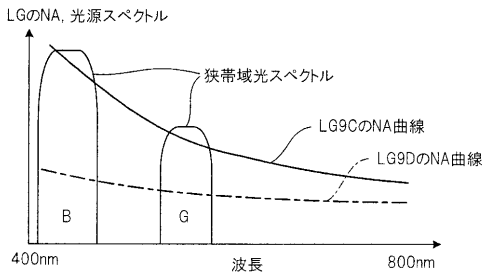 LGのNA,光源スペクトル
狭帯域光スペクトル
LG9CのNA曲線
LG9DのNA曲線
B
G
400nm
波長
800nm